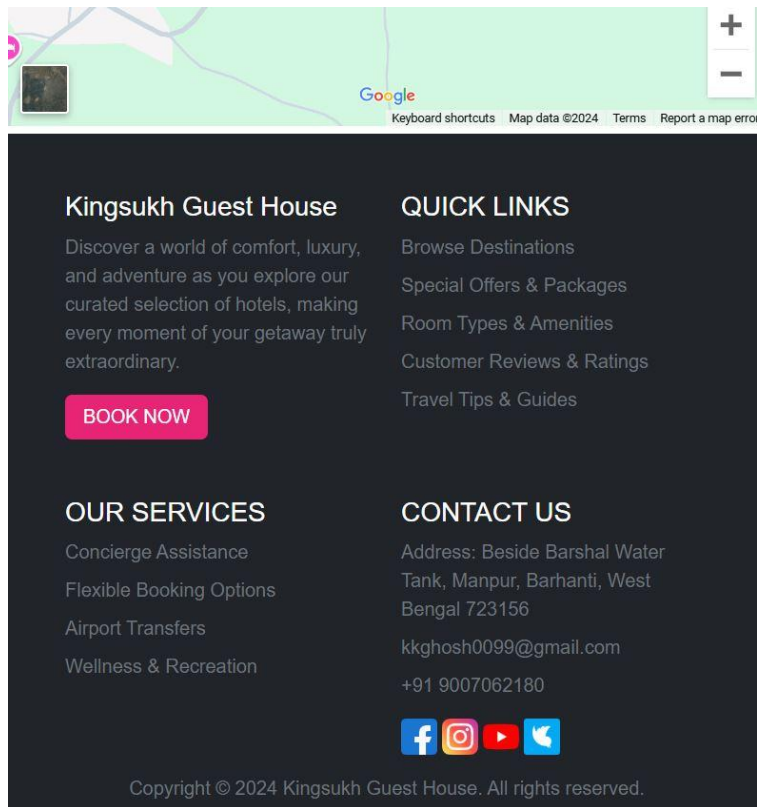 Google
Keyboard shortcuts Map data ©2024 Terms Report a map error
Kingsukh Guest House
Discover a world of comfort, luxury,
and adventure as you explore our
curated selection of hotels, making
every moment of your getaway truly
extraordinary.
BOOK NOW
QUICK LINKS
Browse Destinations
Special Offers & Packages
Room Types & Amenities
Customer Reviews & Ratings
Travel Tips & Guides
OUR SERVICES
Concierge Assistance
Flexible Booking Options
Airport Transfers
Wellness & Recreation
CONTACT US
Address: Beside Barshal Water
Tank, Manpur, Barhanti, West
Bengal 723156
kkghosh0099@gmail.com
+91 9007062180
Copyright © 2024 Kingsukh Guest House. All rights reserved.